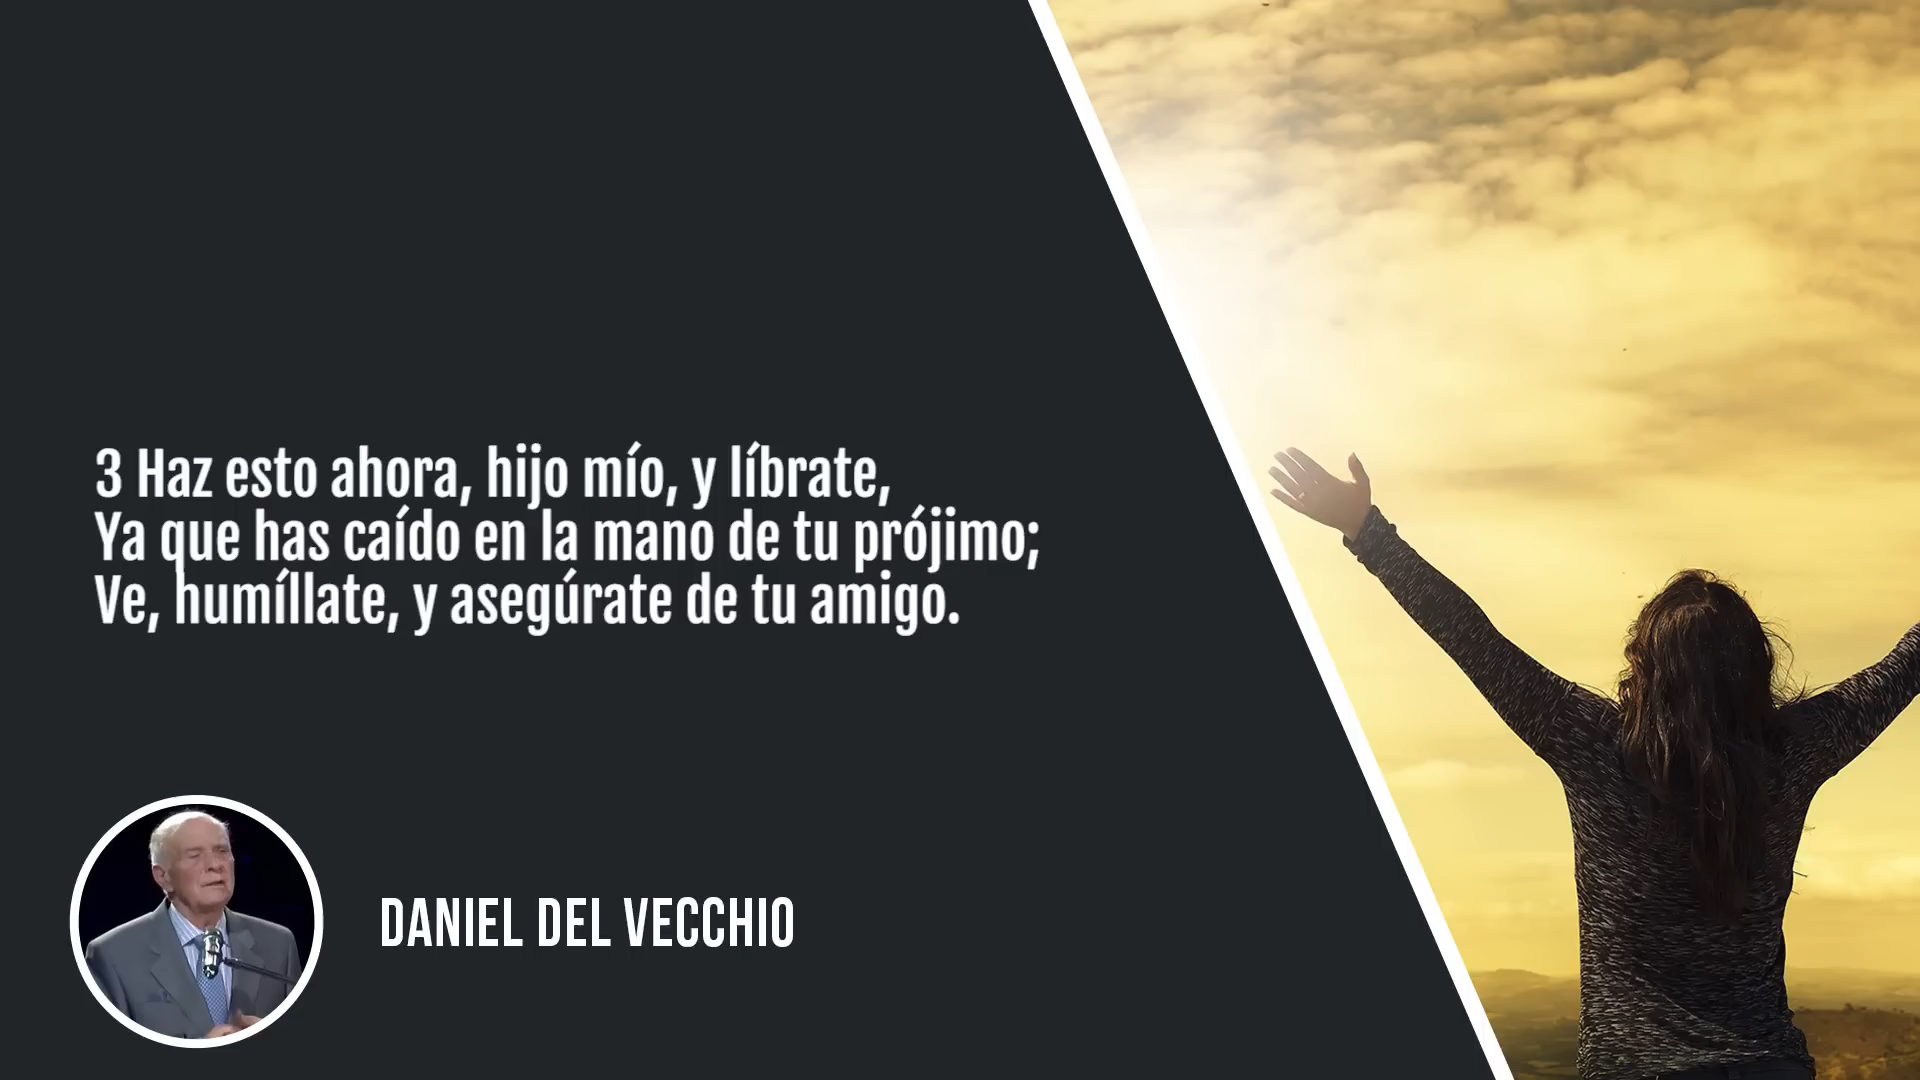 3 Haz esto ahora, hijo mío, y líbrate,
Ya que has caído en la mano de tu prójimo;
Ve, humíllate, y asegúrate de tu amigo.
DANIEL DEL VECCHIO